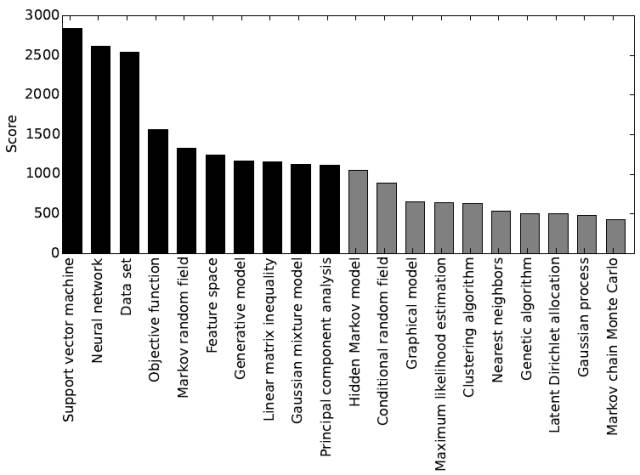 3000
2500
2000
1500
1000
500
0
Score
Support vector machine
Neural network
Data set
Objective function
Markov random field
Feature space
Generative model
Linear matrix inequality
Gaussian mixture model
Principal component analysis
Hidden Markov model
Conditional random field
Graphical model
Maximum likelihood estimation
Clustering algorithm
Nearest neighbors
Genetic algorithm
Latent Dirichlet allocation
Gaussian process
Markov chain Monte Carlo